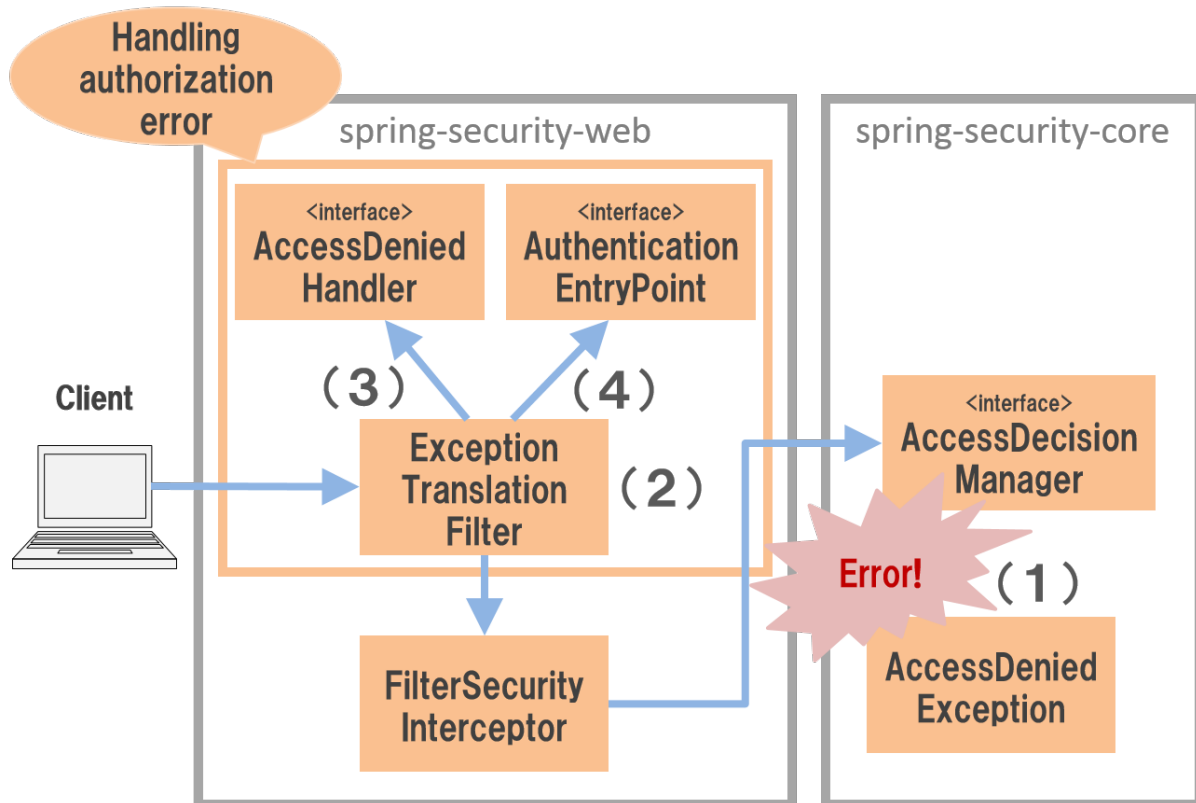 Handling
authorization
error
spring-security-web
spring-security-core
<interface>
AccessDenied
Handler
<interface>
Authentication
EntryPoint
(3)
(4)
Client
Exception
Translation
Filter
(2)
<interface>
AccessDecision
Manager
Error!
(1)
FilterSecurity
Interceptor
AccessDenied
Exception